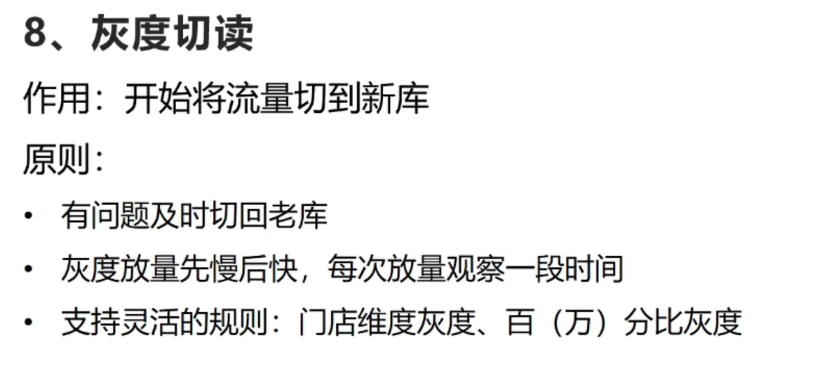 8、灰度切读
作用：开始将流量切到新库
原则：
• 有问题及时切回老库
• 灰度放量先慢后快，每次放量观察一段时间
• 支持灵活的规则：门店维度灰度、百（万）分比灰度